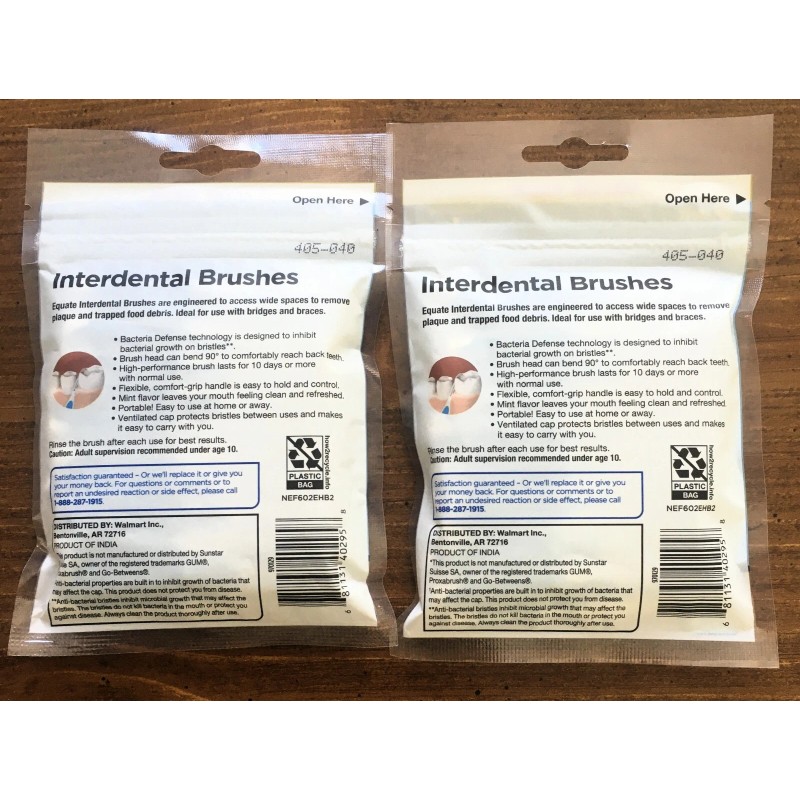 Open Here
405-040
Interdental Brushes
Equate Interdental Brushes are engineered to access wide spaces to remove
plaque and trapped food debris. Ideal for use with bridges and braces.
• Bacteria Defense technology is designed to inhibit
bacterial growth on bristles**.
• Brush head can bend 90° to comfortably reach back teeth.
• High-performance brush lasts for 10 days or more
with normal use.
• Flexible, comfort-grip handle is easy to hold and control.
• Mint flavor leaves your mouth feeling clean and refreshed.
• Portable! Easy to use at home or away.
• Ventilated cap protects bristles between uses and makes
it easy to carry with you.
Rinse the brush after each use for best results.
Caution: Adult supervision recommended under age 10.
how2recycle.info
PLASTIC
BAG
NEF602EHB2
Satisfaction guaranteed – Or we'll replace it or give you
your money back. For questions or comments or to
report an undesired reaction or side effect, please call
1-888-287-1915.
DISTRIBUTED BY: Walmart Inc.,
Bentonville, AR 72716
PRODUCT OF INDIA
This product is not manufactured or distributed by Sunstar
Suisse SA, owner of the registered trademarks GUM®,
Proxabrush® and Go-Betweens®.
Anti-bacterial properties are built in to inhibit growth of bacteria that
may affect the cap. This product does not protect you from disease.
**Anti-bacterial bristles inhibit microbial growth that may affect the
bristles. The bristles do not kill bacteria in the mouth or protect you
against disease. Always clean the product thoroughly after use.
6 81131 40295 8
Open Here
405-040
Interdental Brushes
Equate Interdental Brushes are engineered to access wide spaces to remove
plaque and trapped food debris. Ideal for use with bridges and braces.
• Bacteria Defense technology is designed to inhibit
bacterial growth on bristles**.
• Brush head can bend 90° to comfortably reach back teeth.
• High-performance brush lasts for 10 days or more
with normal use.
• Flexible, comfort-grip handle is easy to hold and control.
• Mint flavor leaves your mouth feeling clean and refreshed.
• Portable! Easy to use at home or away.
• Ventilated cap protects bristles between uses and makes
it easy to carry with you.
Rinse the brush after each use for best results.
Caution: Adult supervision recommended under age 10.
how2recycle.info
PLASTIC
BAG
NEF602EHB2
Satisfaction guaranteed – Or we'll replace it or give you
your money back. For questions or comments or to
report an undesired reaction or side effect, please call
1-888-287-1915.
DISTRIBUTED BY: Walmart Inc.,
Bentonville, AR 72716
PRODUCT OF INDIA
*This product is not manufactured or distributed by Sunstar
Suisse SA, owner of the registered trademarks GUM®,
Proxabrush® and Go-Betweens®.
†Anti-bacterial properties are built in to inhibit growth of bacteria that
may affect the cap. This product does not protect you from disease.
**Anti-bacterial bristles inhibit microbial growth that may affect the
bristles. The bristles do not kill bacteria in the mouth or protect you
against disease. Always clean the product thoroughly after use.
6 81131 40295 8